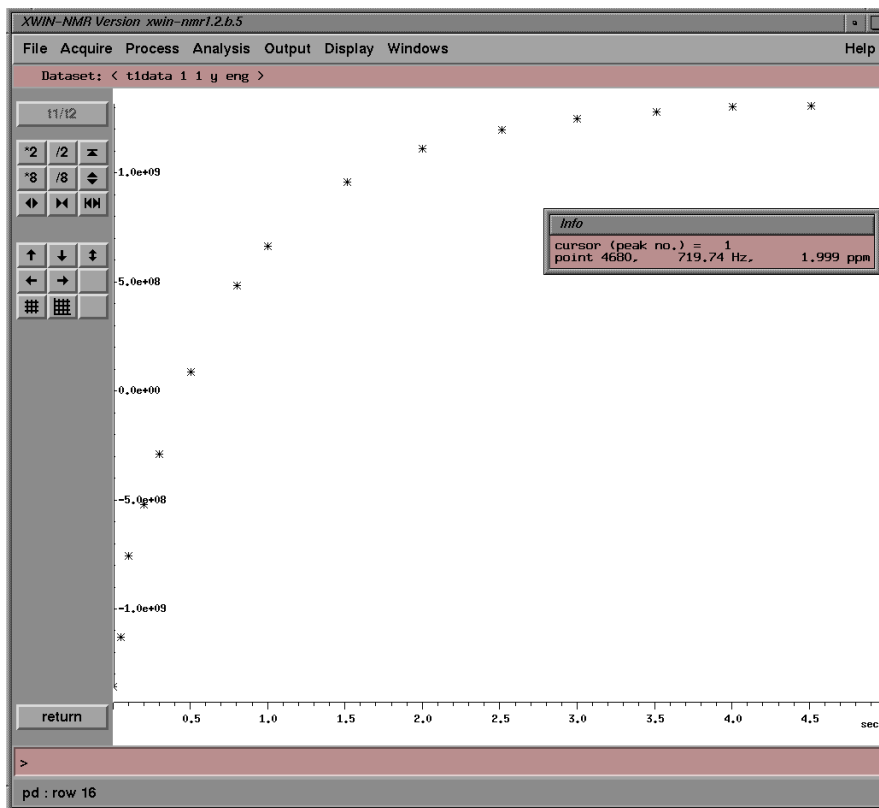 XWIN-NMR Version xwin-nmr1.2.b.5
File Acquire Process Analysis Output Display Windows Help
Dataset: < t1data 1 1 y eng >
t1/t2
*2 /2
*8 /8
Info
cursor (peak no.) = 1
point 4680, 719.74 Hz, 1.999 ppm
1.0e+09
5.0e+08
0.0e+00
-5.0e+08
-1.0e+09
0.5 1.0 1.5 2.0 2.5 3.0 3.5 4.0 4.5
sec
return
>
pd : row 16